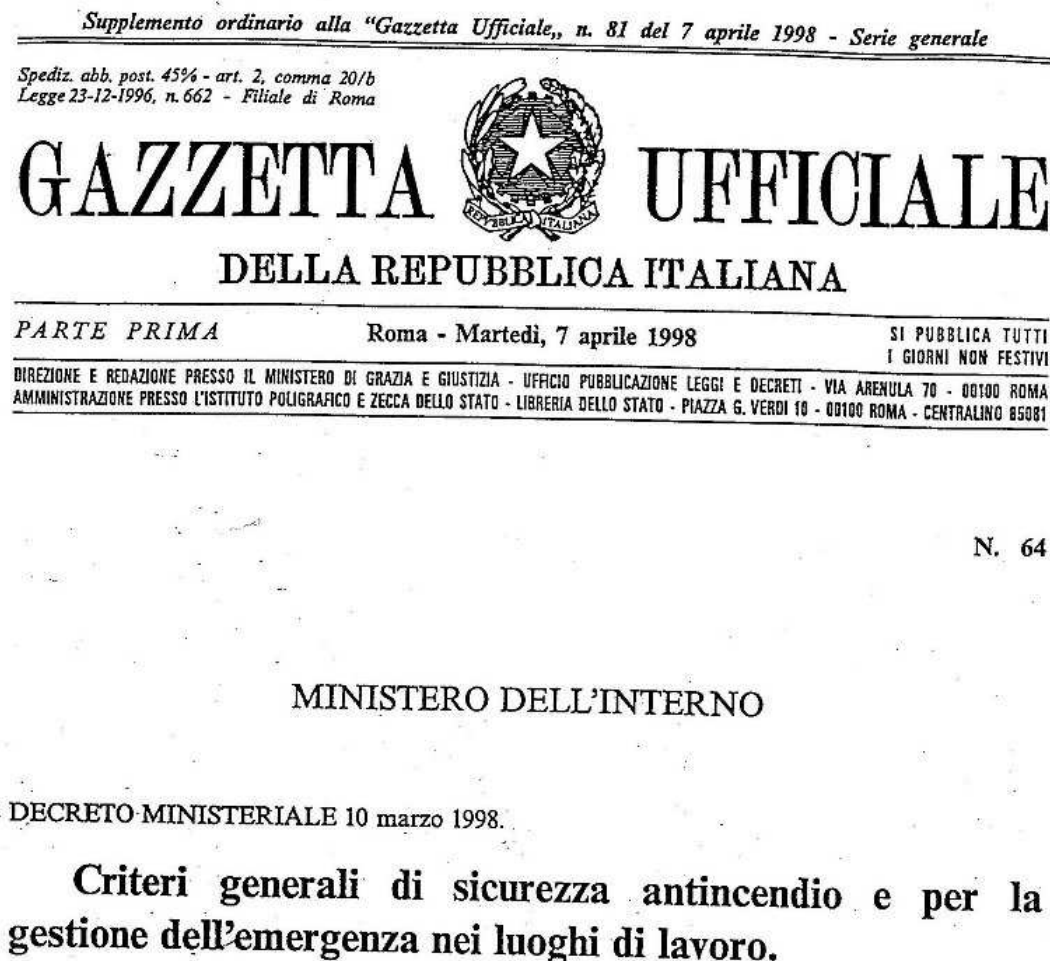 Supplemento ordinario alla "Gazzetta Ufficiale„ n. 81 del 7 aprile 1998 - Serie generale
Spediz. abb. post. 45% - art. 2, comma 20/b
Legge 23-12-1996, n. 662 - Filiale di Roma
GAZZETTA UFFICIALE
REPVBBLICA ITALIANA
DELLA REPUBBLICA ITALIANA
PARTE PRIMA Roma - Martedì, 7 aprile 1998 SI PUBBLICA TUTTI
I GIORNI NON FESTIVI
DIREZIONE E REDAZIONE PRESSO IL MINISTERO DI GRAZIA E GIUSTIZIA - UFFICIO PUBBLICAZIONE LEGGI E DECRETI - VIA ARENULA 70 - 00100 ROMA
AMMINISTRAZIONE PRESSO L'ISTITUTO POLIGRAFICO E ZECCA DELLO STATO - LIBRERIA DELLO STATO - PIAZZA G. VERDI 10 - 00100 ROMA - CENTRALINO 85081
N. 64
MINISTERO DELL'INTERNO
DECRETO MINISTERIALE 10 marzo 1998.
Criteri generali di sicurezza antincendio e per la
gestione dell'emergenza nei luoghi di lavoro.